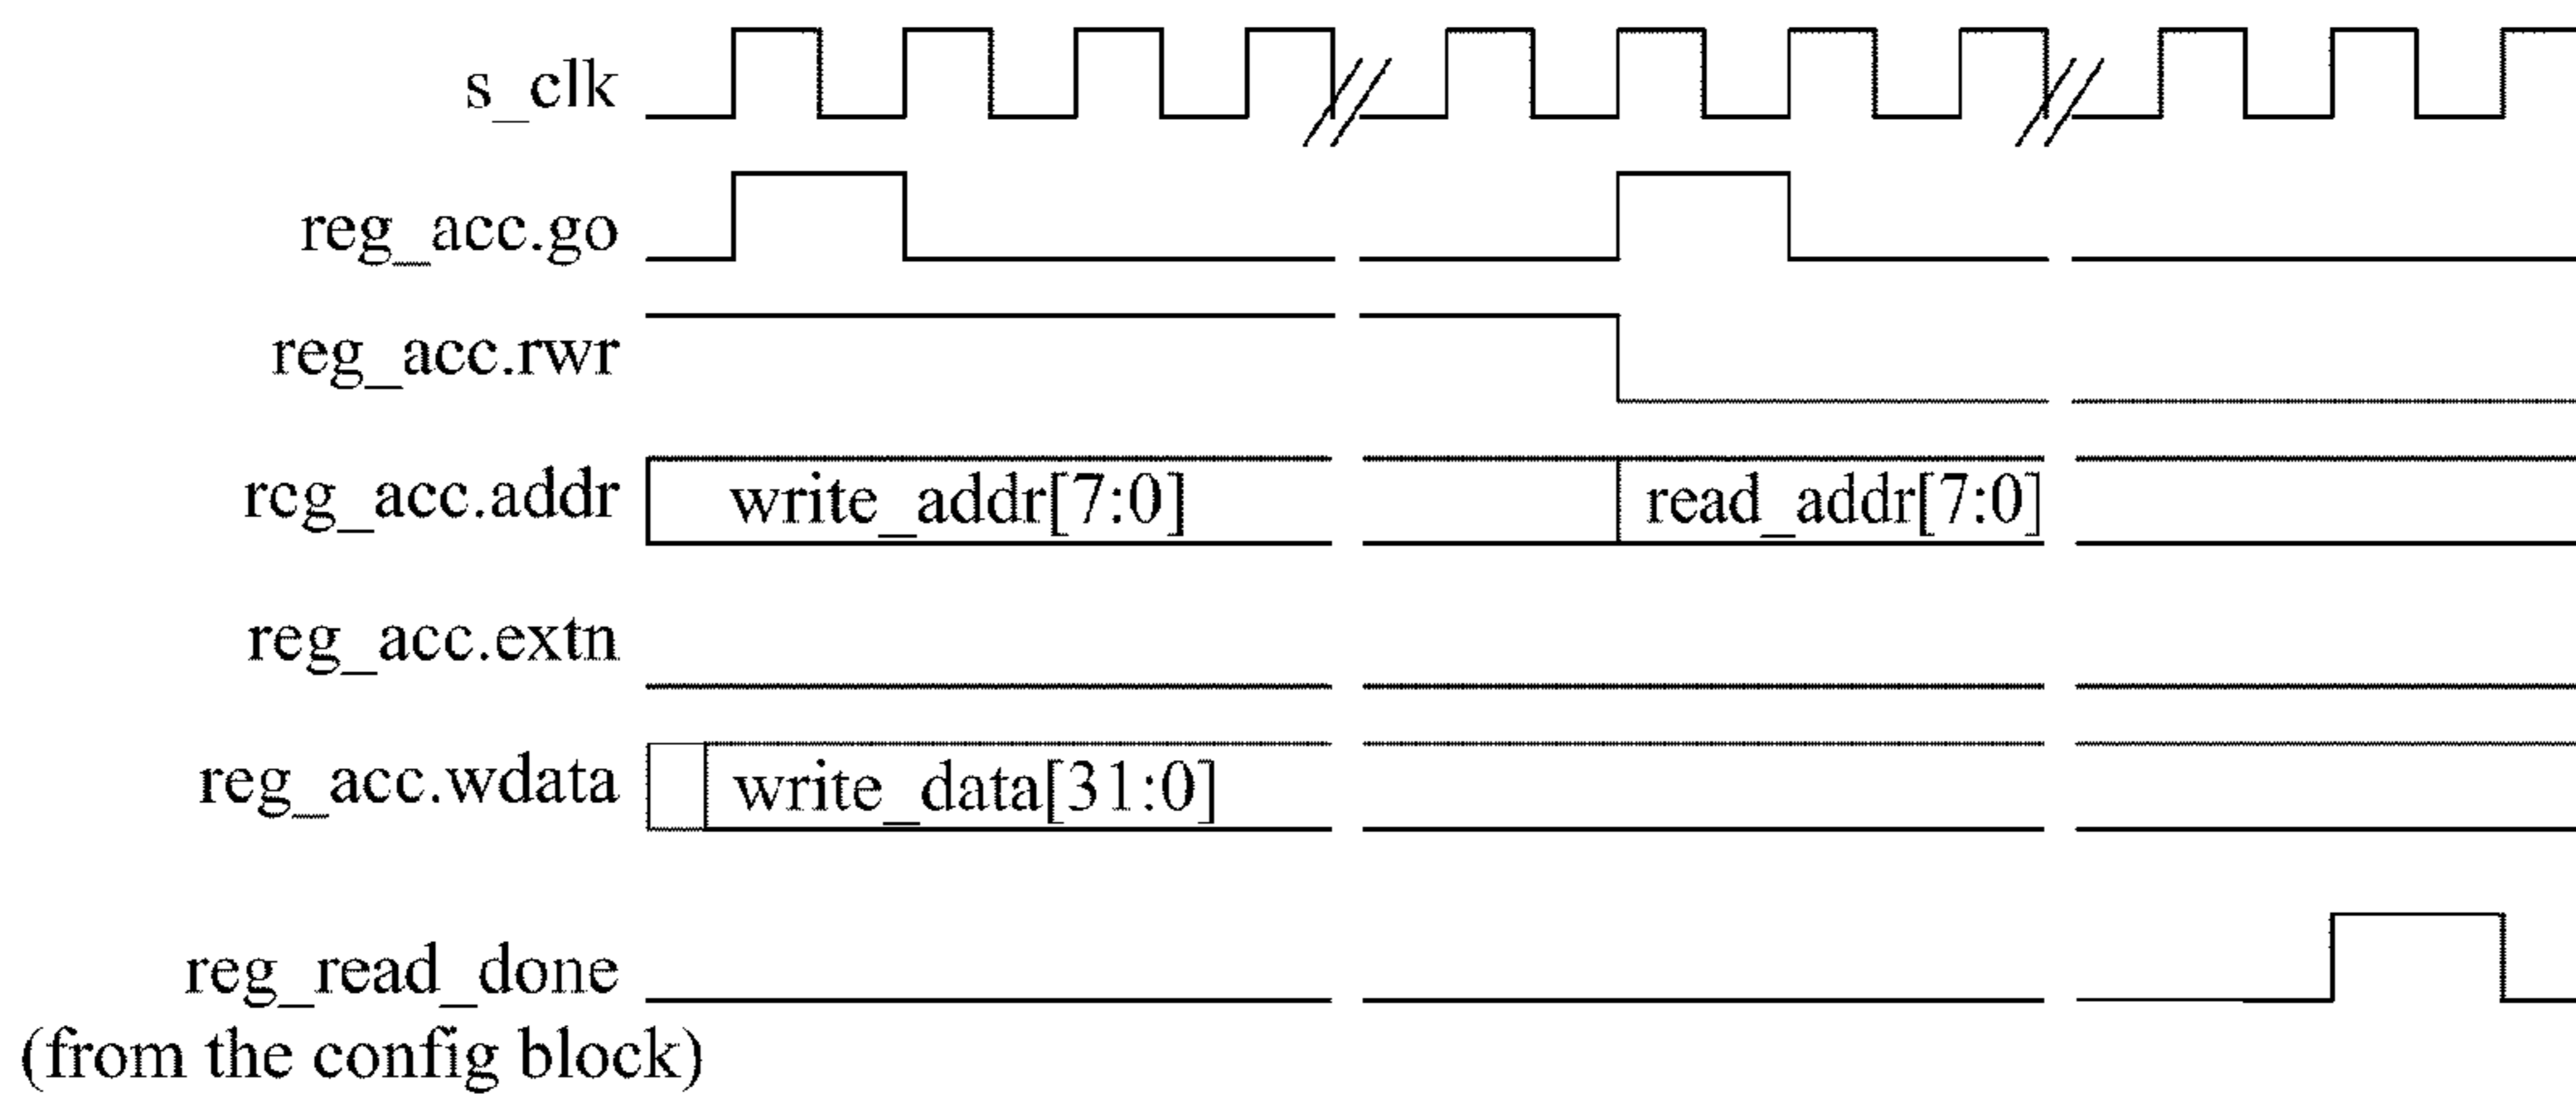 s_clk
reg_acc.go
reg_acc.rwr
rcg_acc.addr
write_addr[7:0]
read_addr[7:0]
reg_acc.extn
reg_acc.wdata
write_data[31:0]
reg_read_done
(from the config block)